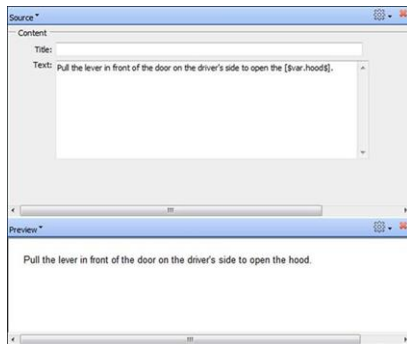 Source
Content
Title:
Text: Pull the lever in front of the door on the driver's side to open the [$var.hood$].
Preview
Pull the lever in front of the door on the driver's side to open the hood.